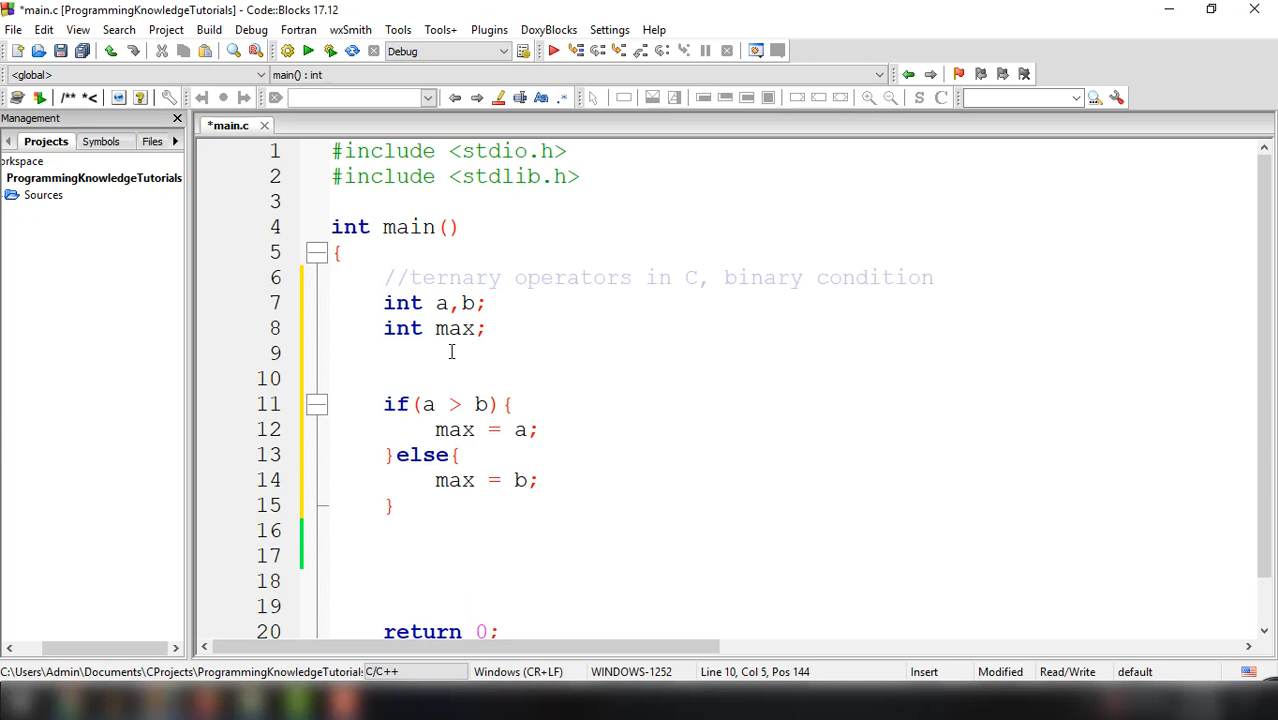 *main.c [ProgrammingKnowledgeTutorials] - Code::Blocks 17.12
File Edit View Search Project Build Debug Fortran wxSmith Tools Tools+ Plugins DoxyBlocks Settings Help
Debug
<global> main() : int
/** *<
S C
Management
Projects Symbols Files
*main.c
orkspace
ProgrammingKnowledgeTutorials
Sources
1 #include <stdio.h>
2 #include <stdlib.h>
3
4 int main()
5 {
6 //ternary operators in C, binary condition
7 int a,b;
8 int max;
9
10
11 if(a > b){
12 max = a;
13 }else{
14 max = b;
15 }
16
17
18
19
20 return 0;
C:\Users\Admin\Documents\CProjects\ProgrammingKnowledgeTutorials C/C++ Windows (CR+LF) WINDOWS-1252 Line 10, Col 5, Pos 144 Insert Modified Read/Write default